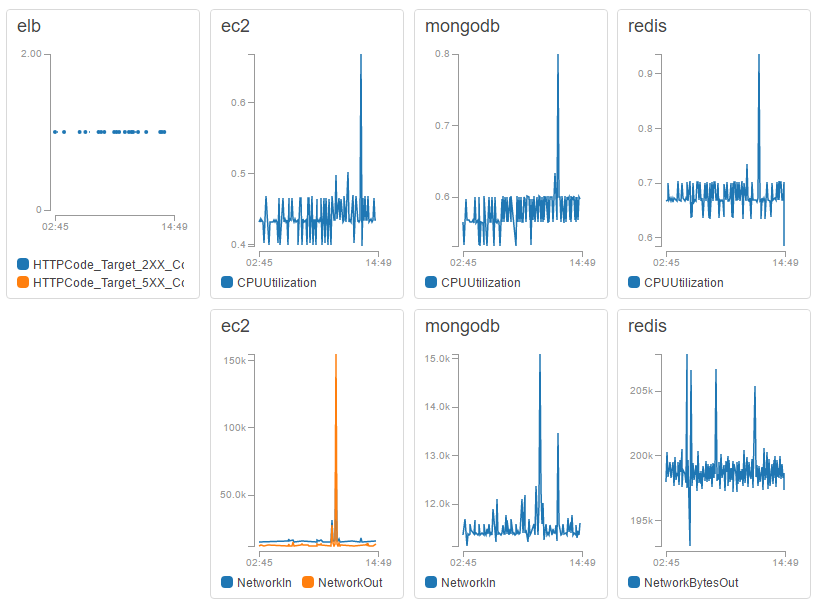 elb
2.00
0
02:45 14:49
HTTPCode_Target_2XX_Cc
HTTPCode_Target_5XX_Cc
ec2
0.6
0.5
0.4
02:45 14:49
CPUUtilization
mongodb
0.8
0.7
0.6
02:45 14:49
CPUUtilization
redis
0.9
0.8
0.7
0.6
02:45 14:49
CPUUtilization
ec2
150k
100k
50.0k
02:45 14:49
NetworkIn NetworkOut
mongodb
15.0k
14.0k
13.0k
12.0k
02:45 14:49
NetworkIn
redis
205k
200k
195k
02:45 14:49
NetworkBytesOut